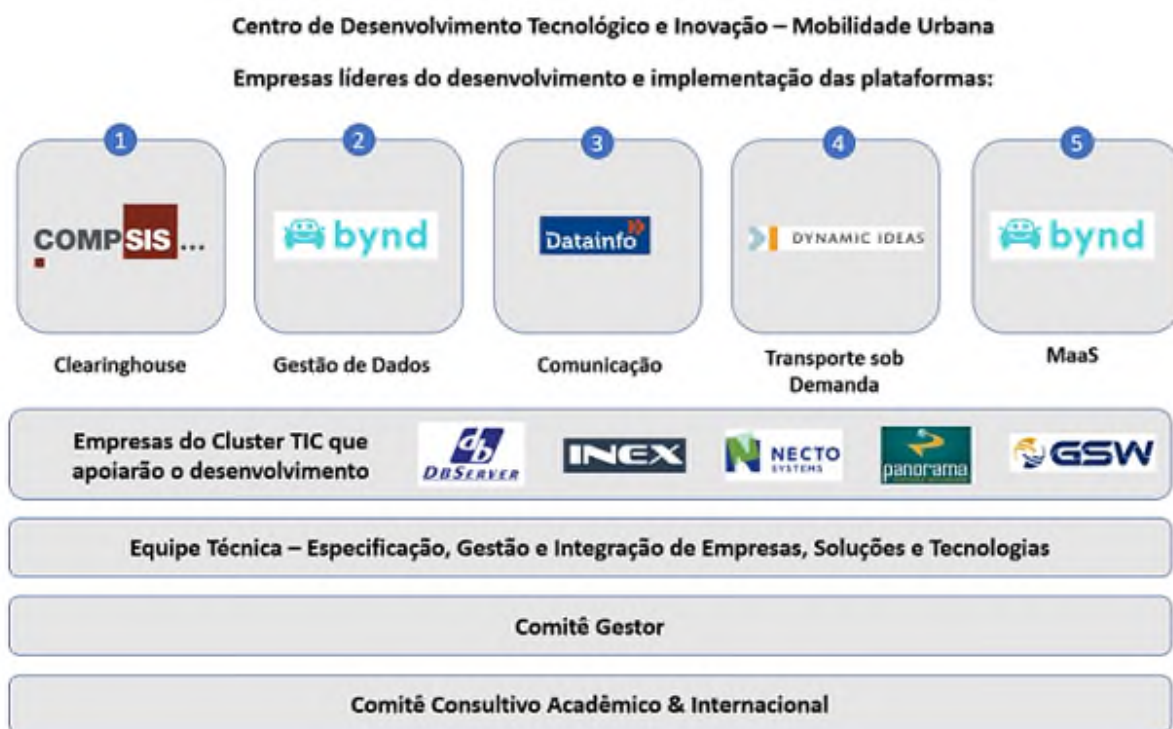 Centro de Desenvolvimento Tecnológico e Inovação – Mobilidade Urbana
Empresas líderes do desenvolvimento e implementação das plataformas:
1
2
3
4
5
COMPSIS...
bynd
Datainfo
DYNAMIC IDEAS
bynd
Clearinghouse
Gestão de Dados
Comunicação
Transporte sob
Demanda
MaaS
Empresas do Cluster TIC que
apoiarão o desenvolvimento
db
DBSERVER
INEX
N NECTO
SYSTEMS
panorama
GSW
Equipe Técnica – Especificação, Gestão e Integração de Empresas, Soluções e Tecnologias
Comitê Gestor
Comitê Consultivo Acadêmico & Internacional